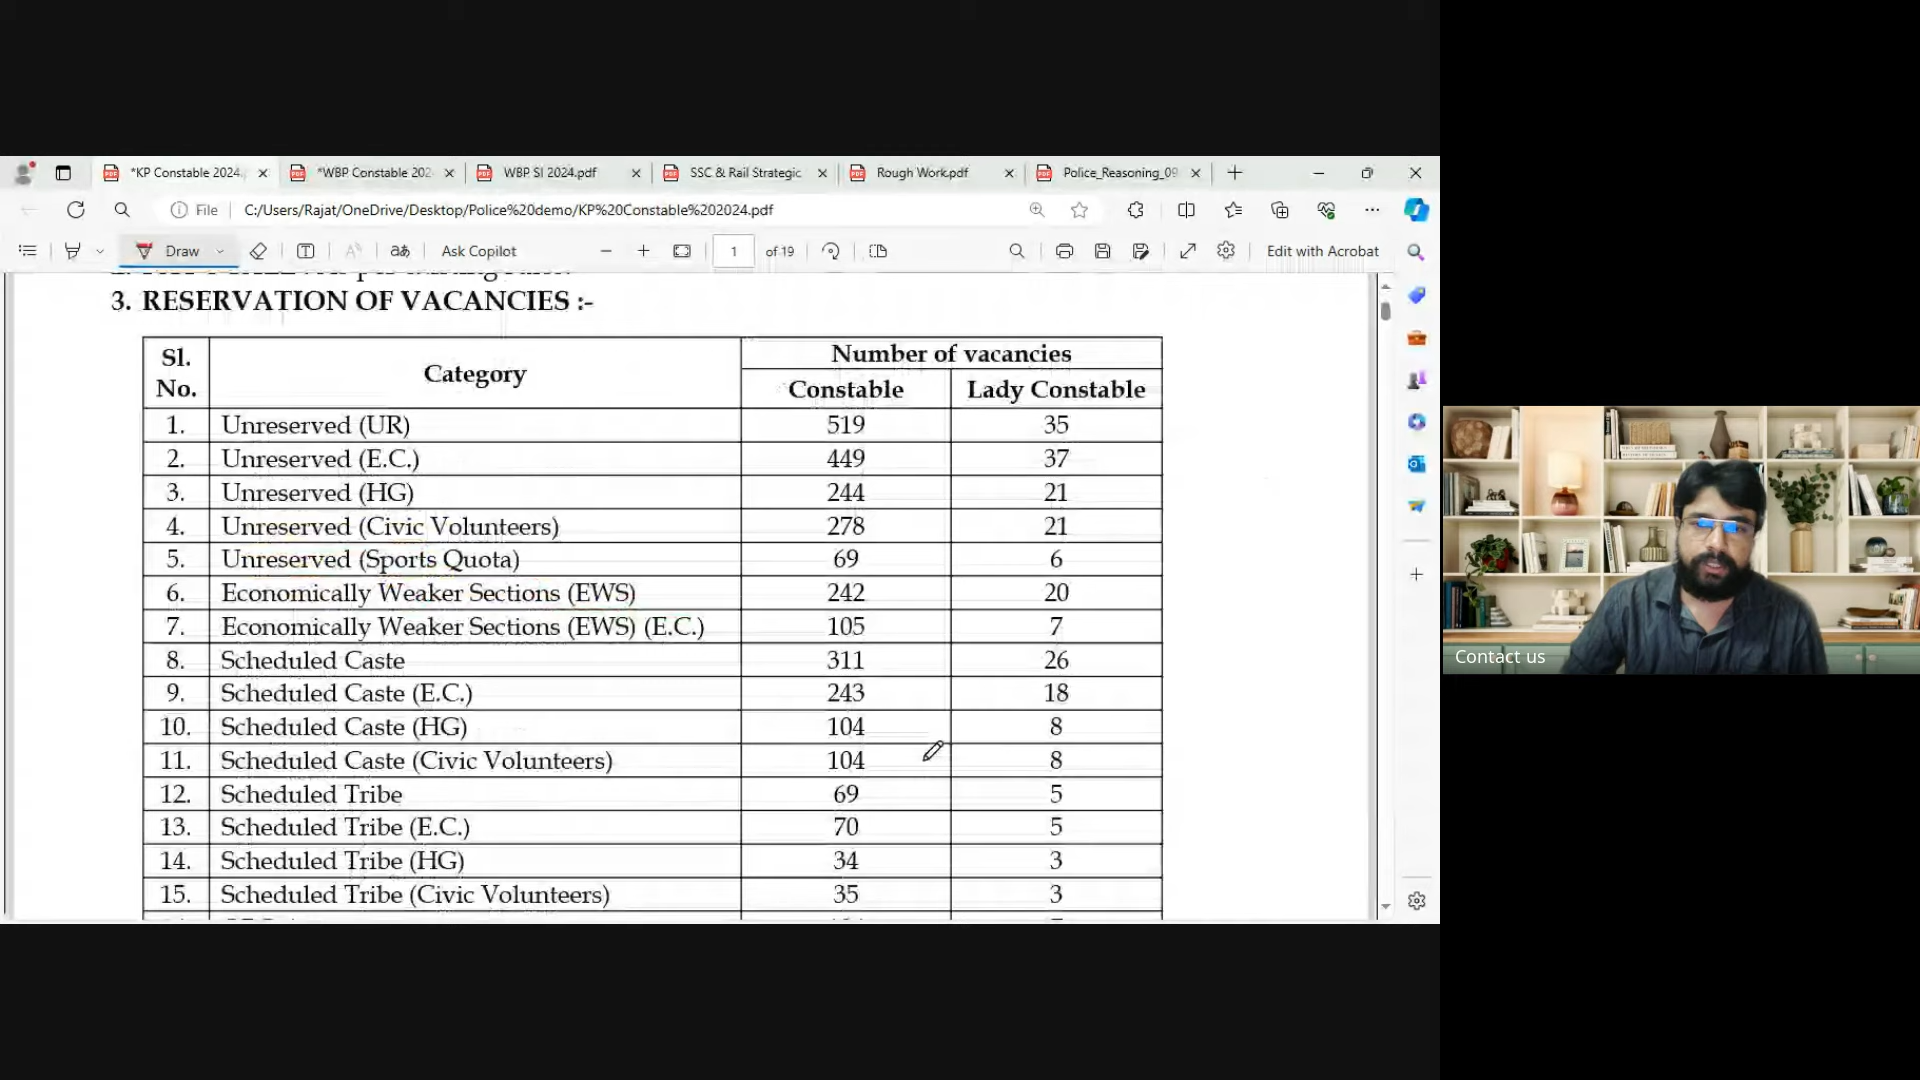 *KP Constable 2024.
*WBP Constable 202
WBP SI 2024.pdf
SSC & Rail Strategic
Rough Work.pdf
Police_Reasoning_09
File
C:/Users/Rajat/OneDrive/Desktop/Police%20demo/KP%20Constable%202024.pdf
Draw
Ask Copilot
1 of 19
Edit with Acrobat
3. RESERVATION OF VACANCIES :-
Sl. No. Category Number of vacancies
Constable Lady Constable
1. Unreserved (UR) 519 35
2. Unreserved (E.C.) 449 37
3. Unreserved (HG) 244 21
4. Unreserved (Civic Volunteers) 278 21
5. Unreserved (Sports Quota) 69 6
6. Economically Weaker Sections (EWS) 242 20
7. Economically Weaker Sections (EWS) (E.C.) 105 7
8. Scheduled Caste 311 26
9. Scheduled Caste (E.C.) 243 18
10. Scheduled Caste (HG) 104 8
11. Scheduled Caste (Civic Volunteers) 104 8
12. Scheduled Tribe 69 5
13. Scheduled Tribe (E.C.) 70 5
14. Scheduled Tribe (HG) 34 3
15. Scheduled Tribe (Civic Volunteers) 35 3
Contact us